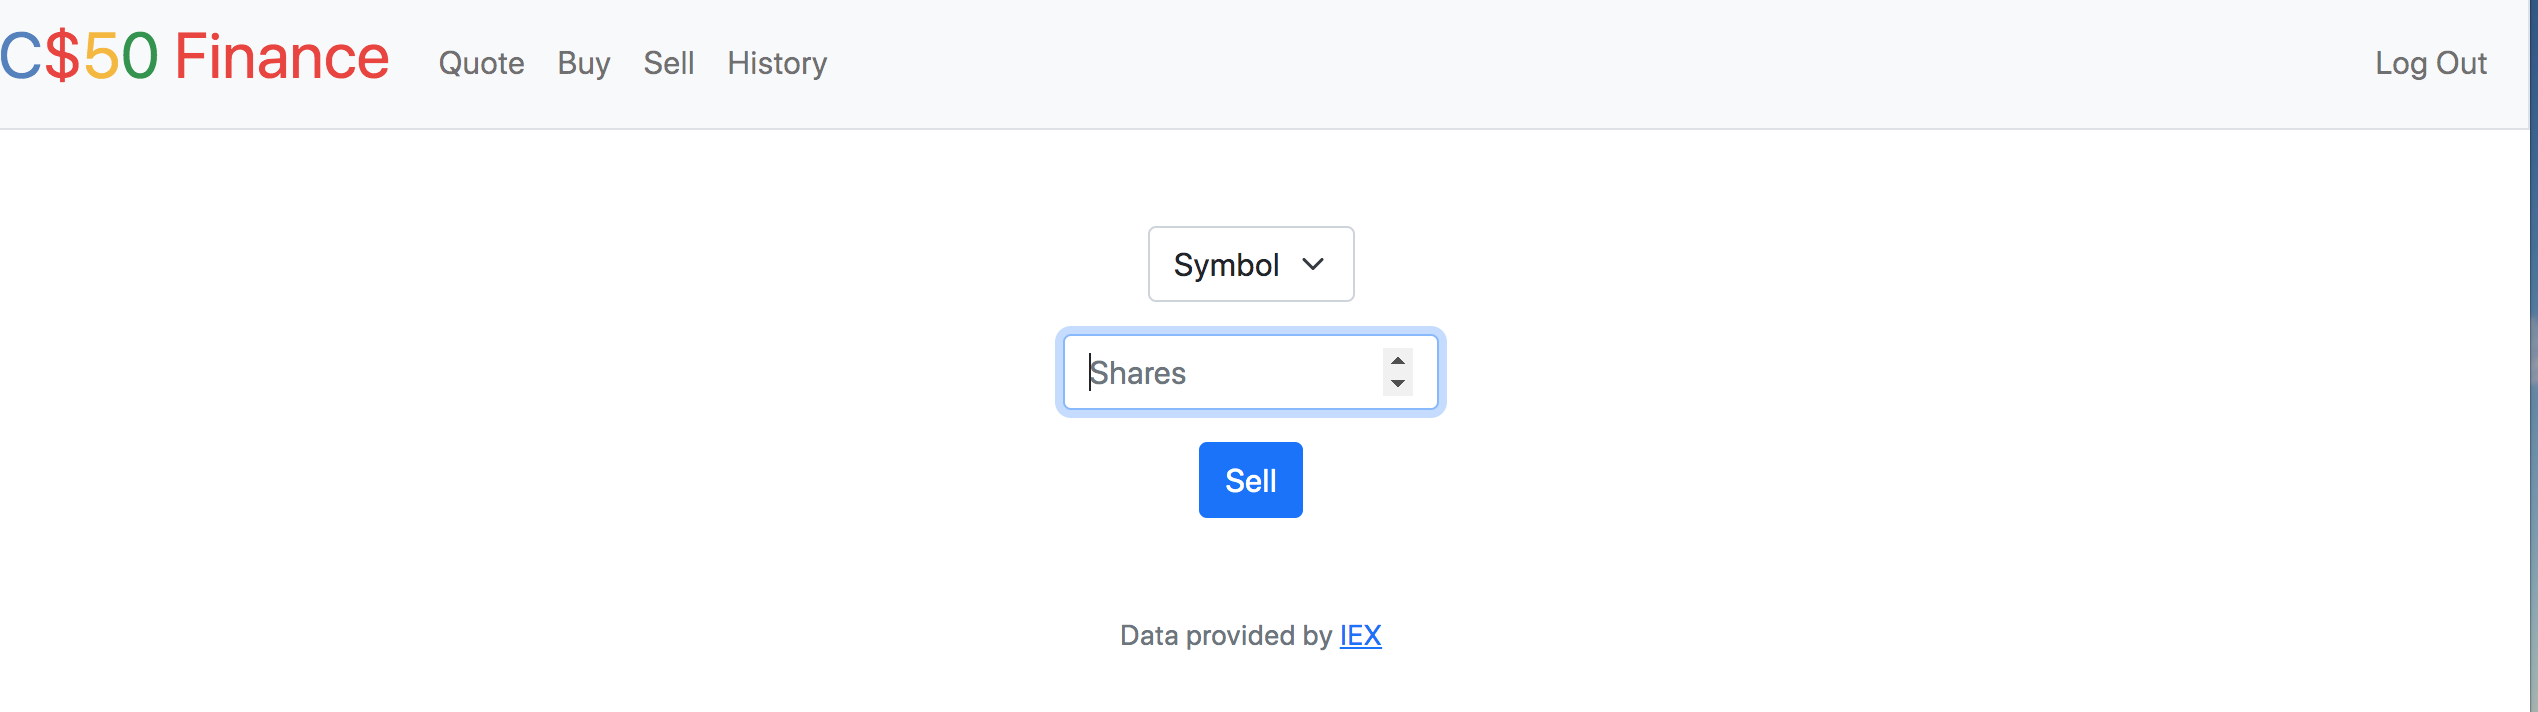 C$50 Finance Quote Buy Sell History Log Out
Symbol
Shares
Sell
Data provided by IEX